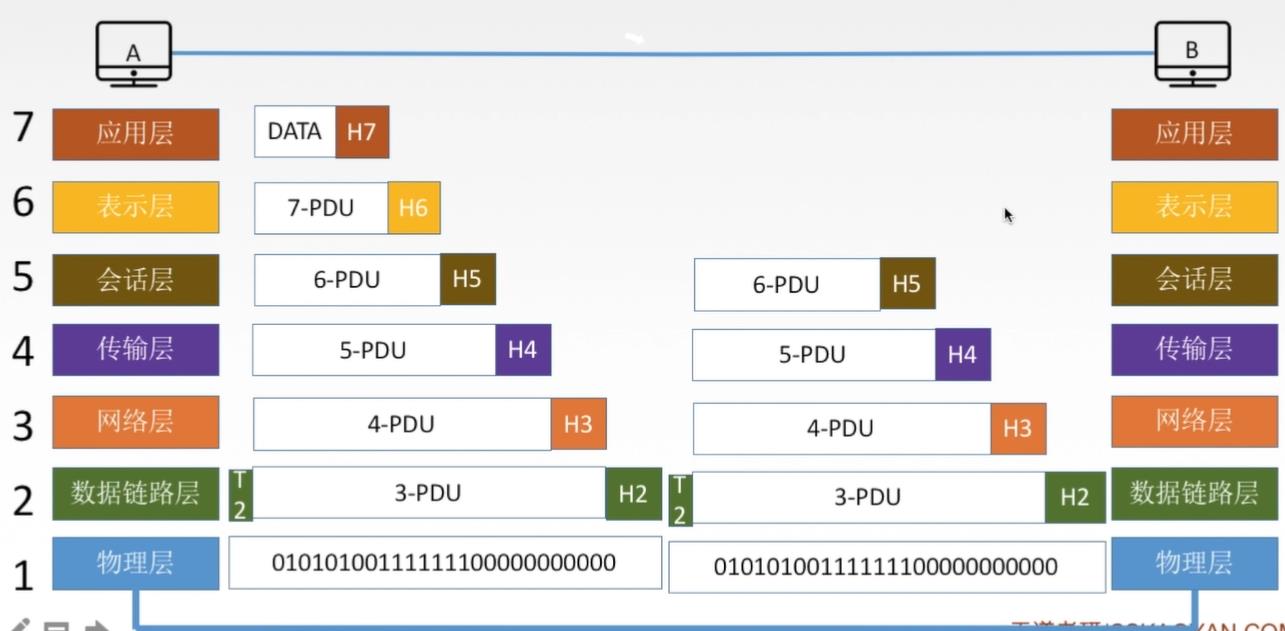 A B
7 应用层 DATA H7 应用层
6 表示层 7-PDU H6 表示层
5 会话层 6-PDU H5 6-PDU H5 会话层
4 传输层 5-PDU H4 5-PDU H4 传输层
3 网络层 4-PDU H3 4-PDU H3 网络层
2 数据链路层 T2 3-PDU H2 T2 3-PDU H2 数据链路层
1 物理层 010101001111111100000000000 010101001111111100000000000 物理层